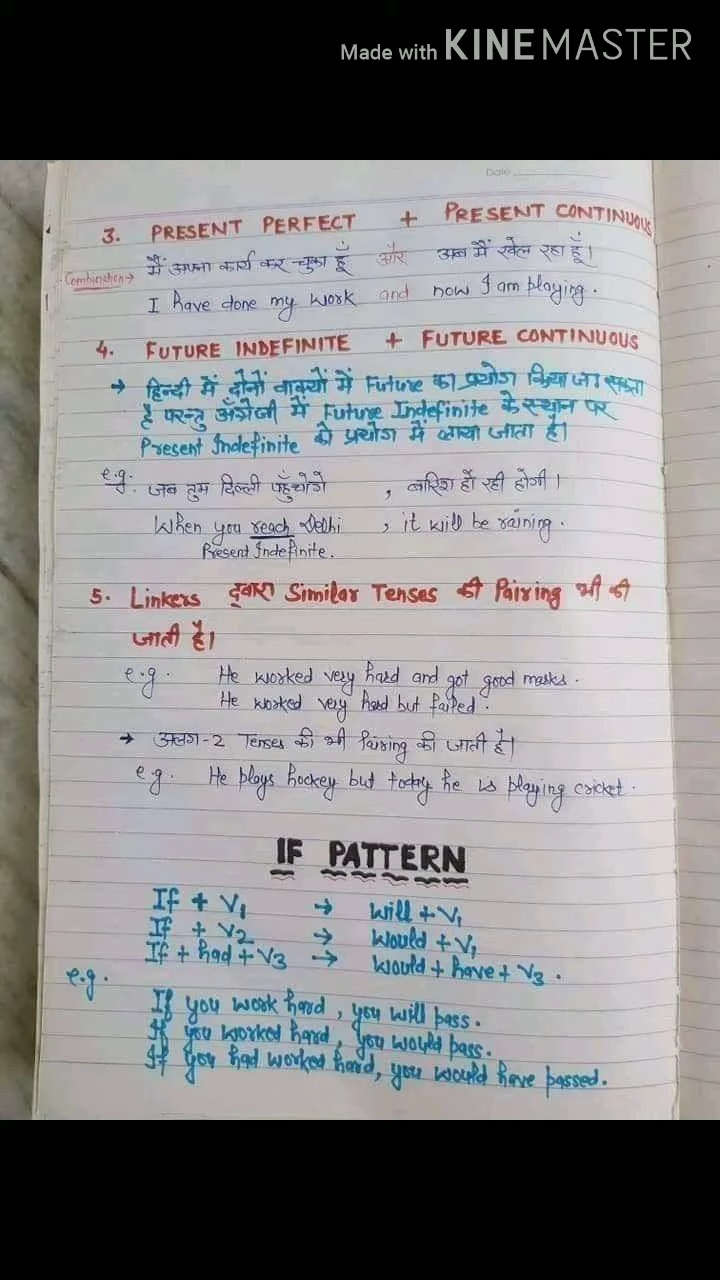 Made with KINEMASTER
Date
3. PRESENT PERFECT + PRESENT CONTINUOUS
मैं अपना कार्य कर चुका हूँ और अब मैं खेल रहा हूँ।
Combination →
I have done my work and now I am playing.
4. FUTURE INDEFINITE + FUTURE CONTINUOUS
→ हिन्दी में दोनों वाक्यों में Future का प्रयोग किया जा सकता
है परन्तु अँग्रेजी में Future Indefinite के स्थान पर
Present Indefinite को प्रयोग में लाया जाता है।
e.g. जब तुम दिल्ली पहुँचोगे , बारिश हो रही होगी।
When you reach Delhi , it will be raining.
Present Indefinite.
5. Linkers द्वारा Similar Tenses की Pairing भी की
जाती है।
e.g. He worked very hard and got good marks.
He worked very hard but failed.
→ अलग-2 Tenses की भी Pairing की जाती है।
e.g. He plays hockey but today he is playing cricket.
IF PATTERN
If + V1 → will + V1
If + V2 → would + V1
If + had + V3 → would + have + V3.
e.g.
If you work hard, you will pass.
If you worked hard, you would pass.
If you had worked hard, you would have passed.